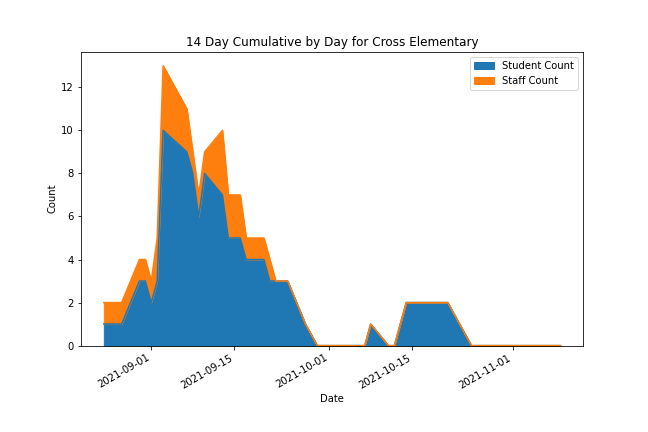 14 Day Cumulative by Day for Cross Elementary
Student Count
Staff Count
12
10
8
6
4
2
0
Count
2021-09-01
2021-09-15
2021-10-01
2021-10-15
2021-11-01
Date